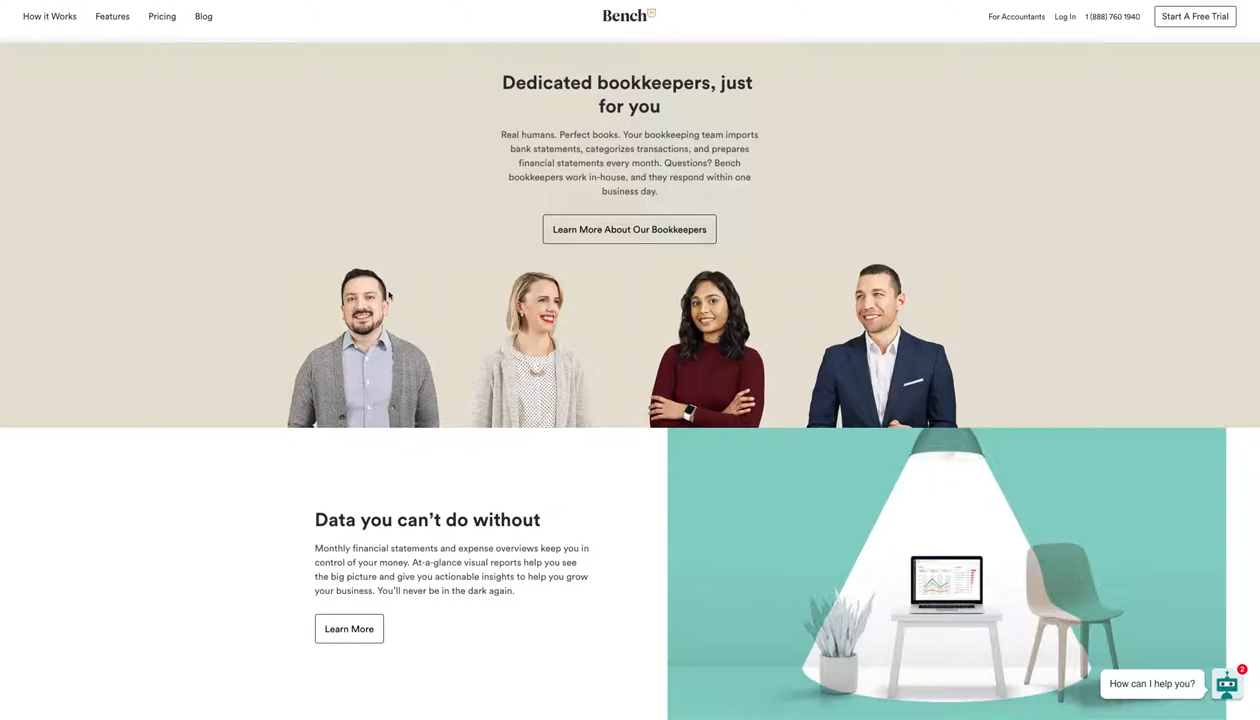 How it Works Features Pricing Blog
Bench
For Accountants Log In 1 (888) 760 1940 Start A Free Trial
Dedicated bookkeepers, just
for you
Real humans. Perfect books. Your bookkeeping team imports
bank statements, categorizes transactions, and prepares
financial statements every month. Questions? Bench
bookkeepers work in-house, and they respond within one
business day.
Learn More About Our Bookkeepers
Data you can’t do without
Monthly financial statements and expense overviews keep you in
control of your money. At-a-glance visual reports help you see
the big picture and give you actionable insights to help you grow
your business. You’ll never be in the dark again.
Learn More
How can I help you?
2